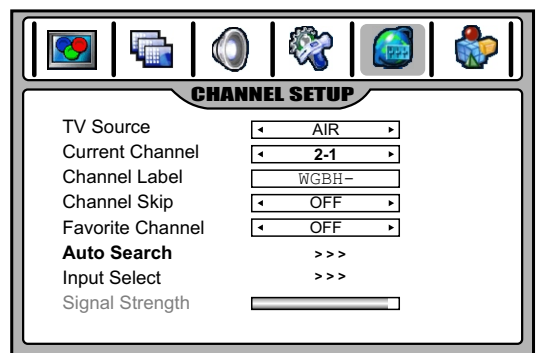 CHANNEL SETUP
TV Source AIR
Current Channel 2-1
Channel Label WGBH-
Channel Skip OFF
Favorite Channel OFF
Auto Search >>>
Input Select >>>
Signal Strength